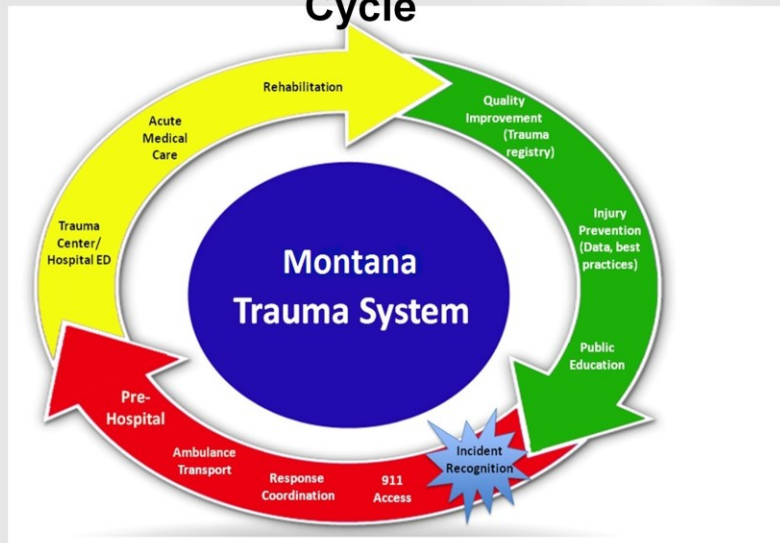 Cycle
Rehabilitation
Acute
Medical
Care
Trauma
Center/
Hospital ED
Quality
Improvement
(Trauma
registry)
Injury
Prevention
(Data, best
practices)
Public
Education
Montana
Trauma System
Pre-
Hospital
Ambulance
Transport
Response
Coordination
911
Access
Incident
Recognition